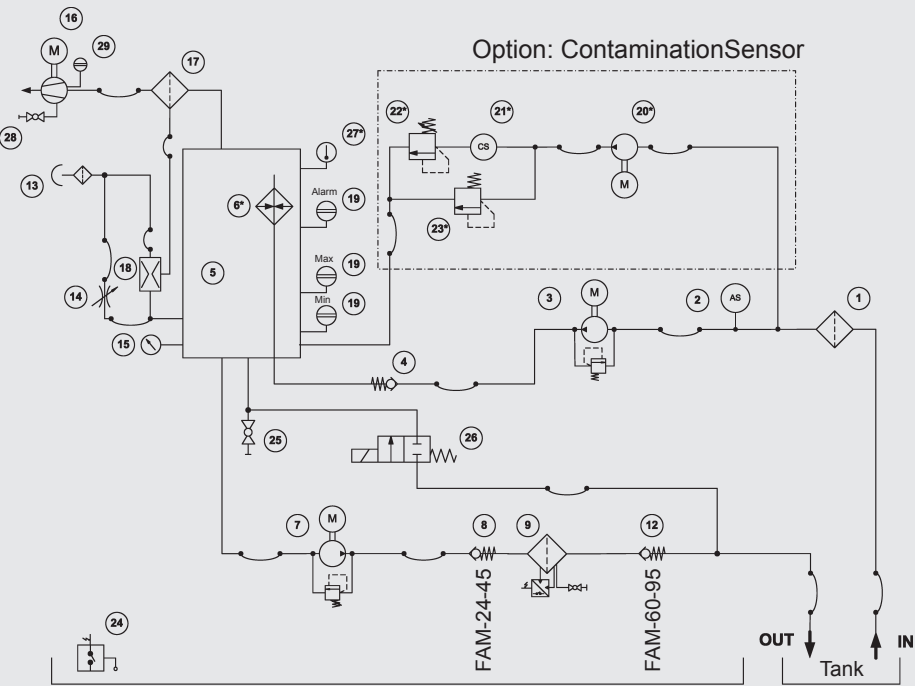 16
29
17
M
28
Option: ContaminationSensor
22*
21*
20*
CS
M
23*
13
27*
6*
Alarm
19
5
Max
19
Min
19
18
14
15
3
M
2
AS
1
4
25
26
7
M
8
9
12
FAM-24-45
FAM-60-95
24
OUT
IN
Tank